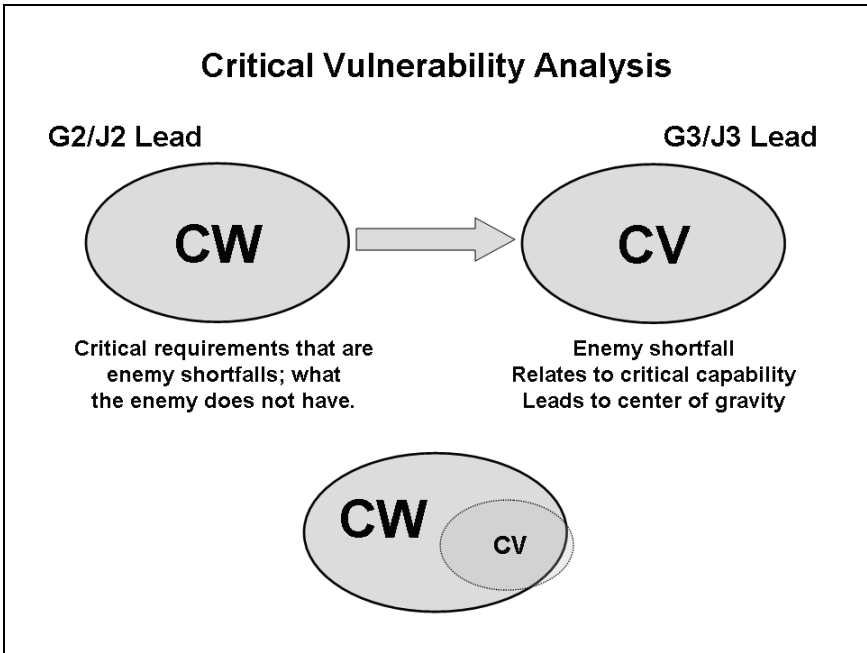 Critical Vulnerability Analysis
G2/J2 Lead
G3/J3 Lead
CW
CV
Critical requirements that are
enemy shortfalls; what
the enemy does not have.
Enemy shortfall
Relates to critical capability
Leads to center of gravity
CW
CV